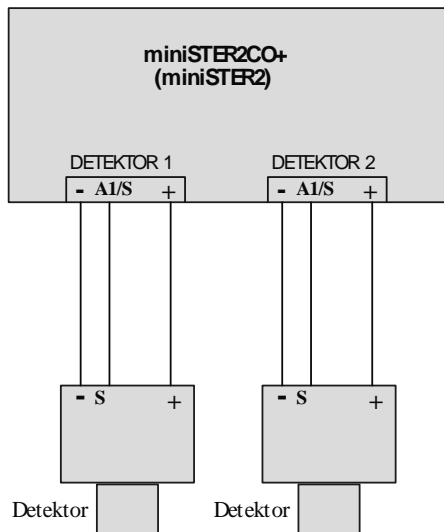 miniSTER2CO+
(miniSTER2)
DETEKTOR 1 DETEKTOR 2
- A1/S + - A1/S +
- S + - S +
Detektor Detektor